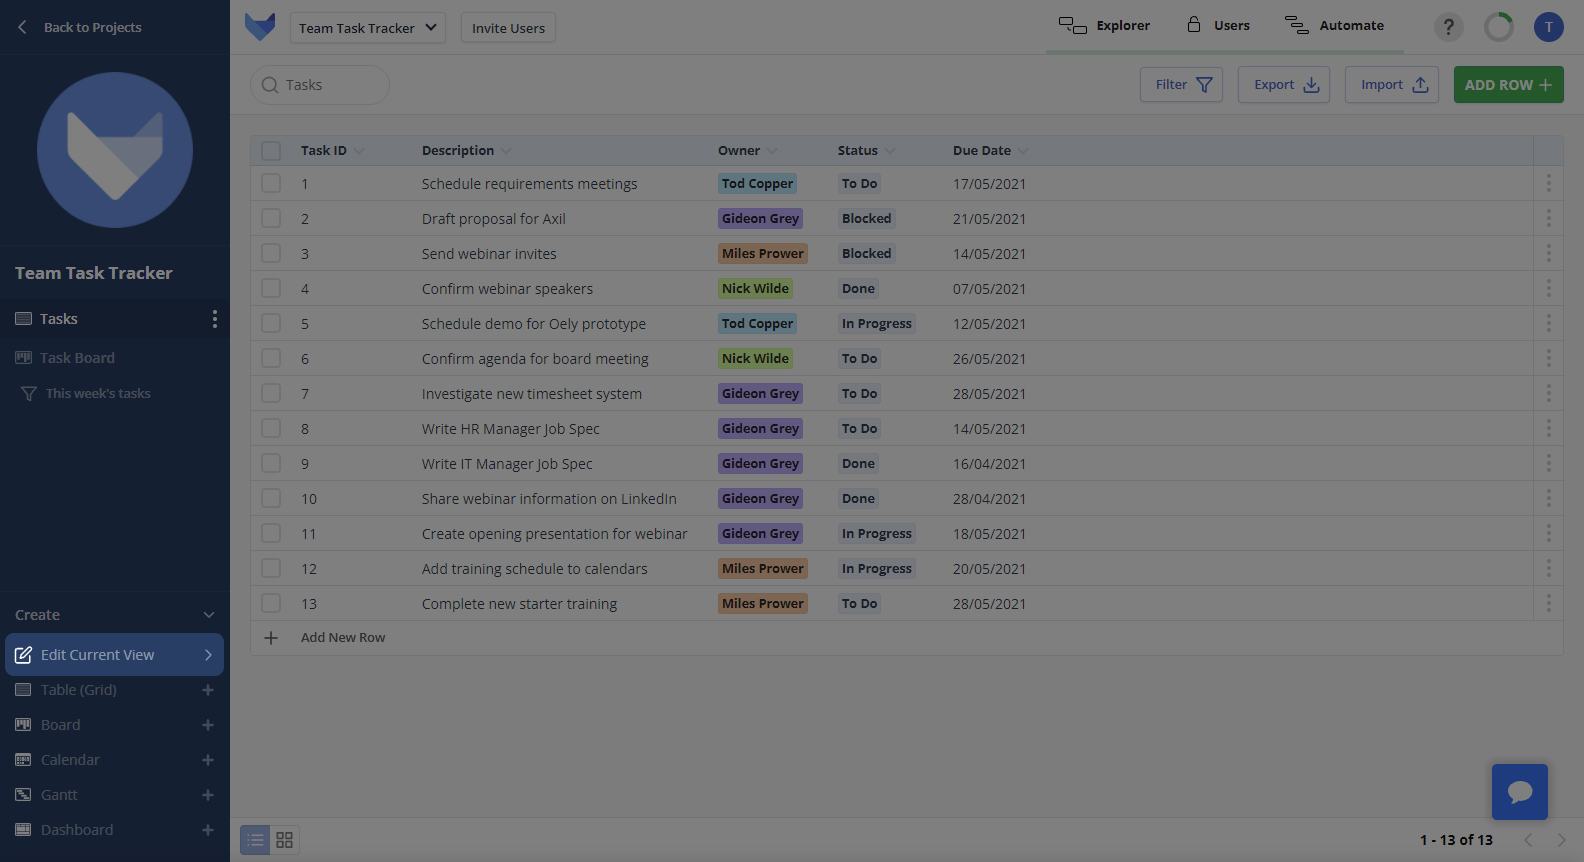 Back to Projects
Team Task Tracker
Invite Users
Explorer
Users
Automate
?
T
Tasks
Filter
Export
Import
ADD ROW
Team Task Tracker
Tasks
Task Board
This week's tasks
Create
Edit Current View
Table (Grid)
Board
Calendar
Gantt
Dashboard
Task ID Description Owner Status Due Date
1 Schedule requirements meetings Tod Copper To Do 17/05/2021
2 Draft proposal for Axil Gideon Grey Blocked 21/05/2021
3 Send webinar invites Miles Prower Blocked 14/05/2021
4 Confirm webinar speakers Nick Wilde Done 07/05/2021
5 Schedule demo for Oely prototype Tod Copper In Progress 12/05/2021
6 Confirm agenda for board meeting Nick Wilde To Do 26/05/2021
7 Investigate new timesheet system Gideon Grey To Do 28/05/2021
8 Write HR Manager Job Spec Gideon Grey To Do 14/05/2021
9 Write IT Manager Job Spec Gideon Grey Done 16/04/2021
10 Share webinar information on LinkedIn Gideon Grey Done 28/04/2021
11 Create opening presentation for webinar Gideon Grey In Progress 18/05/2021
12 Add training schedule to calendars Miles Prower In Progress 20/05/2021
13 Complete new starter training Miles Prower To Do 28/05/2021
Add New Row
1 - 13 of 13